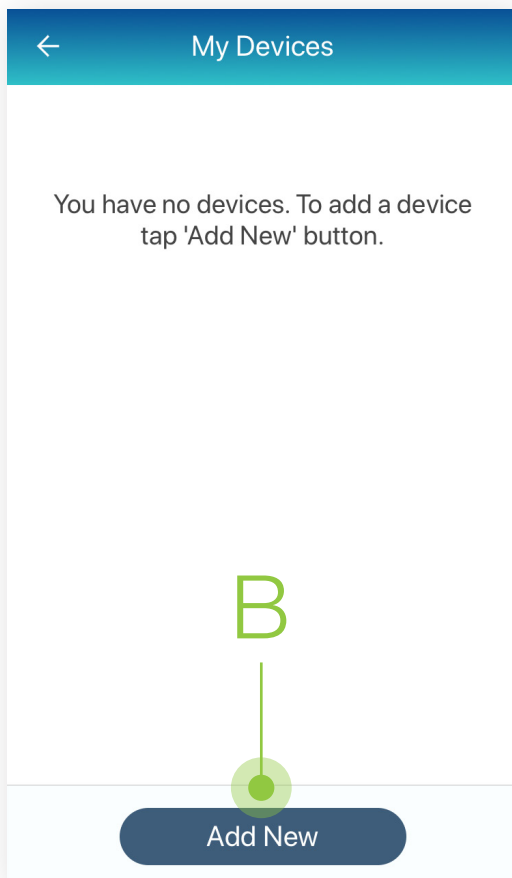 My Devices
You have no devices. To add a device
tap 'Add New' button.
B
Add New